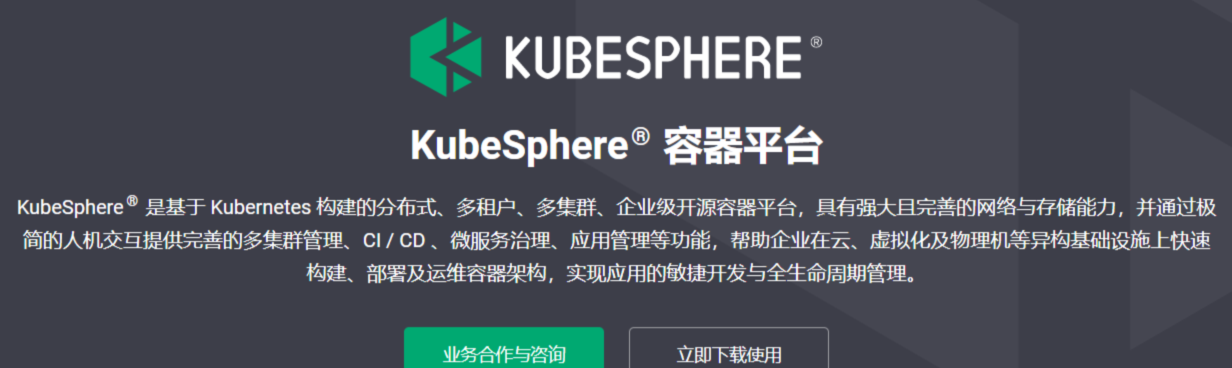 KUBESPHERE®
KubeSphere® 容器平台
KubeSphere® 是基于 Kubernetes 构建的分布式、多租户、多集群、企业级开源容器平台，具有强大且完善的网络与存储能力，并通过极
简的人机交互提供完善的多集群管理、CI / CD 、微服务治理、应用管理等功能，帮助企业在云、虚拟化及物理机等异构基础设施上快速
构建、部署及运维容器架构，实现应用的敏捷开发与全生命周期管理。
业务合作与咨询 立即下载使用